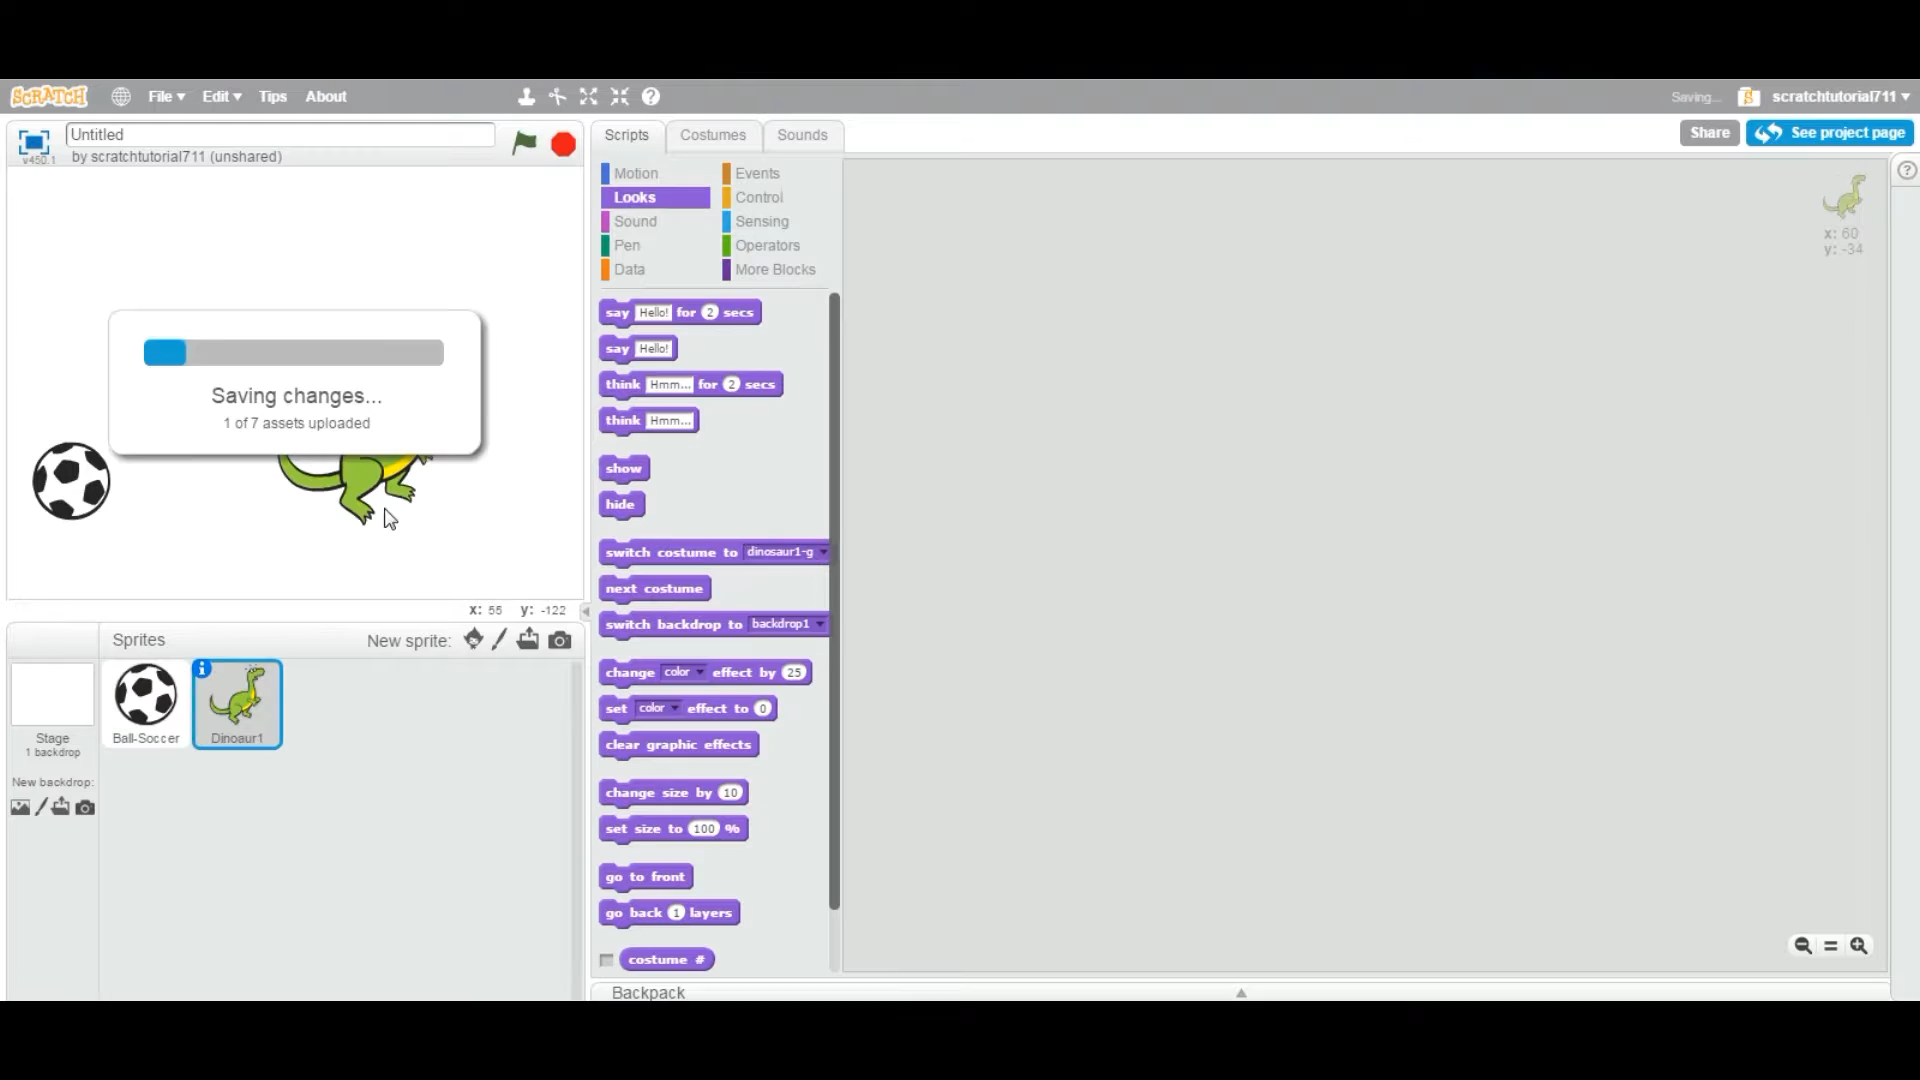 SCRATCH File ▾ Edit ▾ Tips About Saving... scratchtutorial711 ▾
Untitled
by scratchtutorial711 (unshared)
v450.1
Scripts Costumes Sounds
Share See project page
Motion Events
Looks Control
Sound Sensing
Pen Operators
Data More Blocks
x: 60
y: -34
say Hello! for 2 secs
say Hello!
think Hmm... for 2 secs
think Hmm...
show
hide
switch costume to dinosaur1-g
next costume
switch backdrop to backdrop1
change color effect by 25
set color effect to 0
clear graphic effects
change size by 10
set size to 100 %
go to front
go back 1 layers
costume #
Saving changes...
1 of 7 assets uploaded
x: 55 y: -122
Sprites New sprite:
Stage
1 backdrop
New backdrop:
Ball-Soccer
Dinoaur1
Backpack